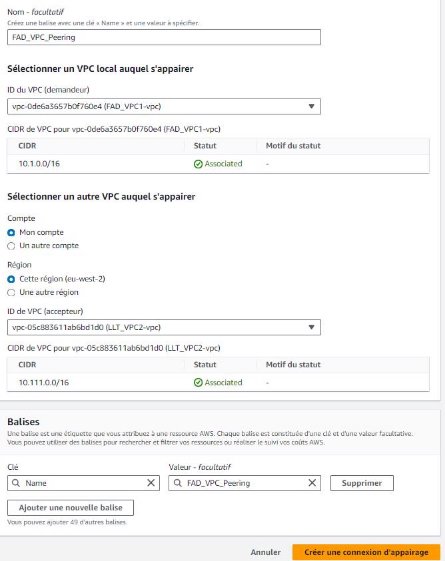 Nom - facultatif
Créez une balise avec une clé « Name » et une valeur à spécifier.
FAD_VPC_Peering
Sélectionner un VPC local auquel s'appairer
ID du VPC (demandeur)
vpc-0de6a3657b0f760e4 (FAD_VPC1-vpc)
CIDR de VPC pour vpc-0de6a3657b0f760e4 (FAD_VPC1-vpc)
CIDR Statut Motif du statut
10.1.0.0/16 Associated -
Sélectionner un autre VPC auquel s'appairer
Compte
Mon compte
Un autre compte
Région
Cette région (eu-west-2)
Une autre région
ID de VPC (accepteur)
vpc-05c883611ab6bd1d0 (LLT_VPC2-vpc)
CIDR de VPC pour vpc-05c883611ab6bd1d0 (LLT_VPC2-vpc)
CIDR Statut Motif du statut
10.111.0.0/16 Associated -
Balises
Une balise est une étiquette que vous attribuez à une ressource AWS. Chaque balise est constituée d'une clé et d'une valeur facultative.
Vous pouvez utiliser des balises pour rechercher et filtrer vos ressources ou réaliser le suivi vos coûts AWS.
Clé Valeur - facultatif
Name FAD_VPC_Peering Supprimer
Ajouter une nouvelle balise
Vous pouvez ajouter 49 d'autres balises.
Annuler Créer une connexion d'appairage